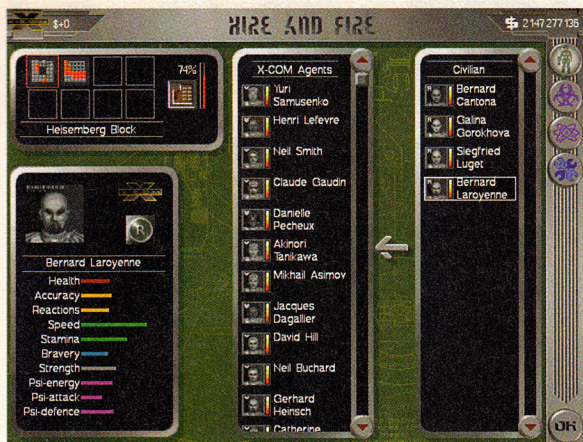 $+0
HIRE AND FIRE
$ 2147277136
74%
Heisemberg Block
R
Bernard Laroyenne
Health
Accuracy
Reactions
Speed
Stamina
Bravery
Strength
Psi-energy
Psi-attack
Psi-defence
X-COM Agents
Yuri
Samusenko
Henri Lefevre
Neil Smith
Claude Gaudin
Danielle
Pecheux
Akinori
Tanikawa
Mikhail Asimov
Jacques
Dagallier
David Hill
Neil Buchard
Gerhard
Heinsch
Catherine
Civilian
R
Bernard
Cantona
R
Galina
Gorokhova
R
Siegfried
Luget
R
Bernard
Laroyenne
OK